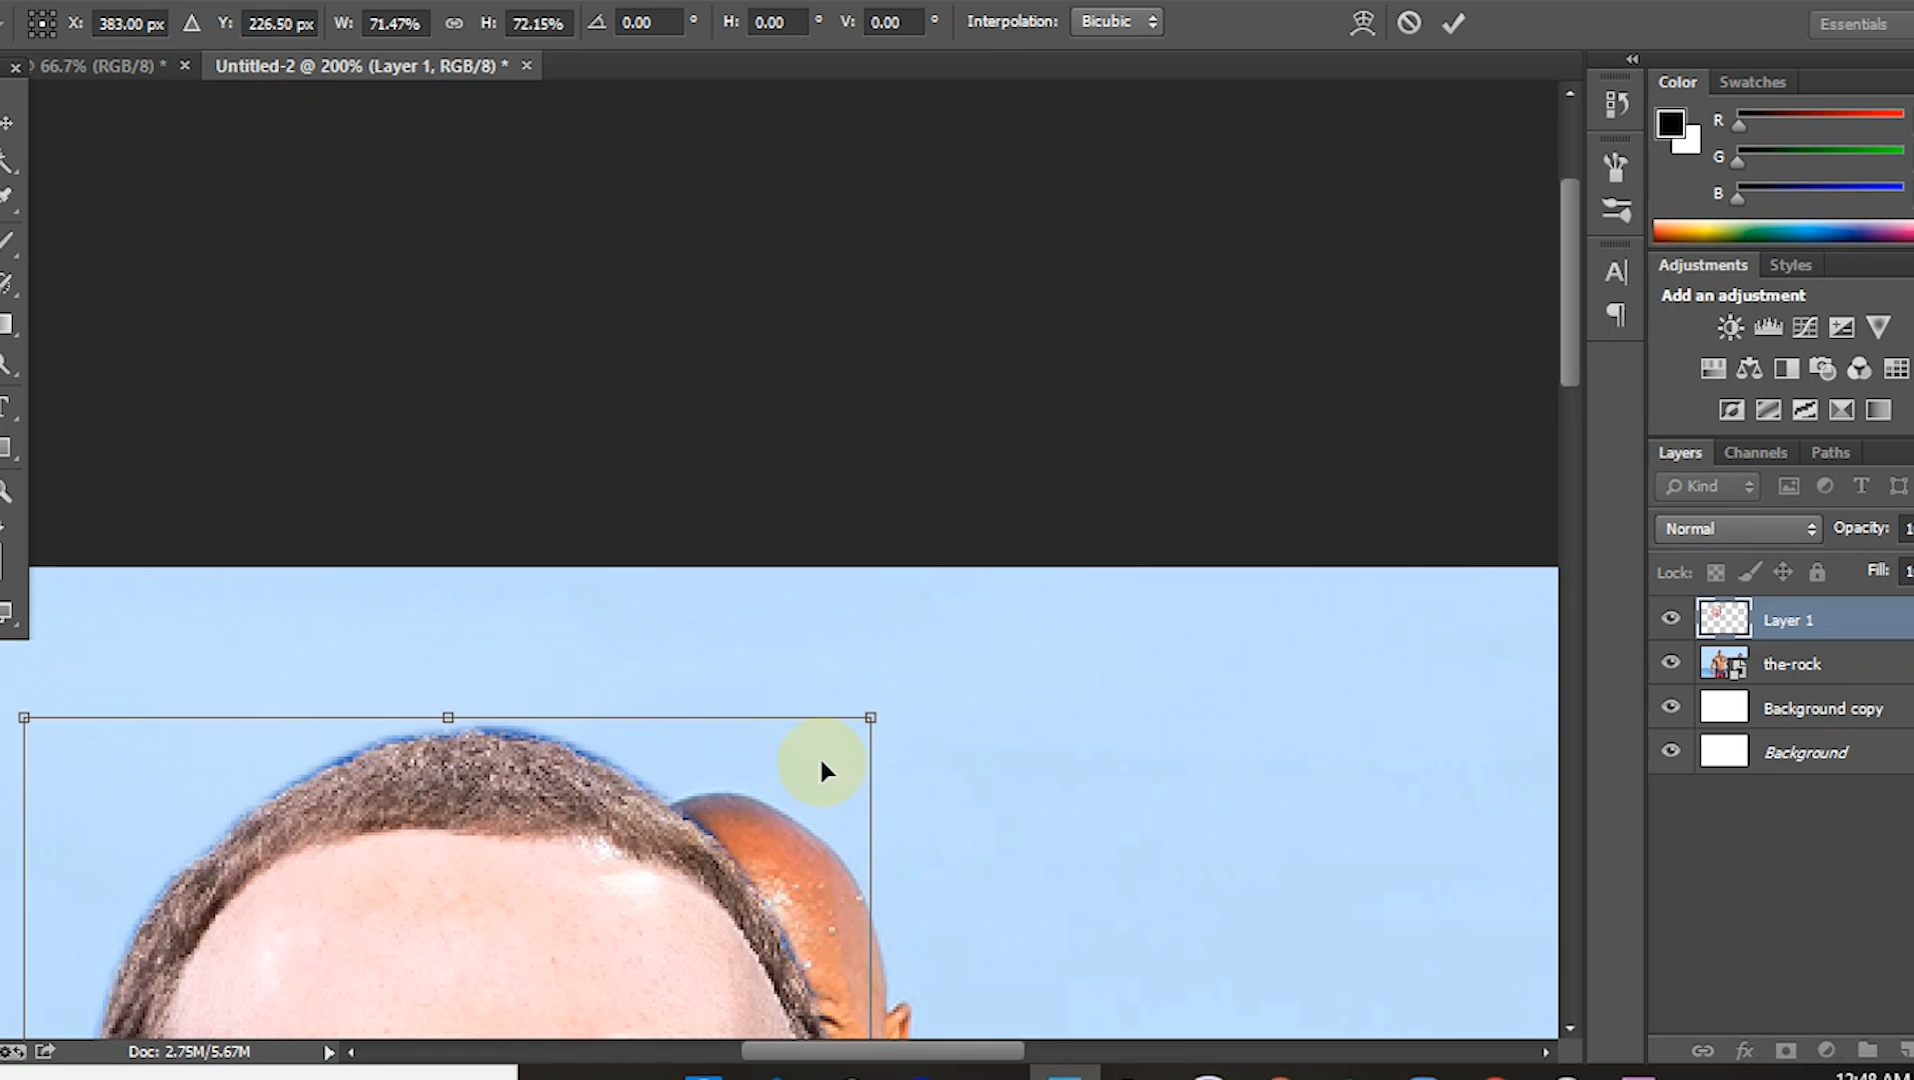 X: 383.00 px Y: 226.50 px W: 71.47% H: 72.15% 0.00 ° H: 0.00 ° V: 0.00 ° Interpolation: Bicubic Essentials
66.7% (RGB/8) * × Untitled-2 @ 200% (Layer 1, RGB/8) * ×
Color Swatches
R
G
B
Adjustments Styles
Add an adjustment
Layers Channels Paths
Kind
Normal Opacity:
Lock: Fill:
Layer 1
the-rock
Background copy
Background
Doc: 2.75M/5.67M
12:48 AM